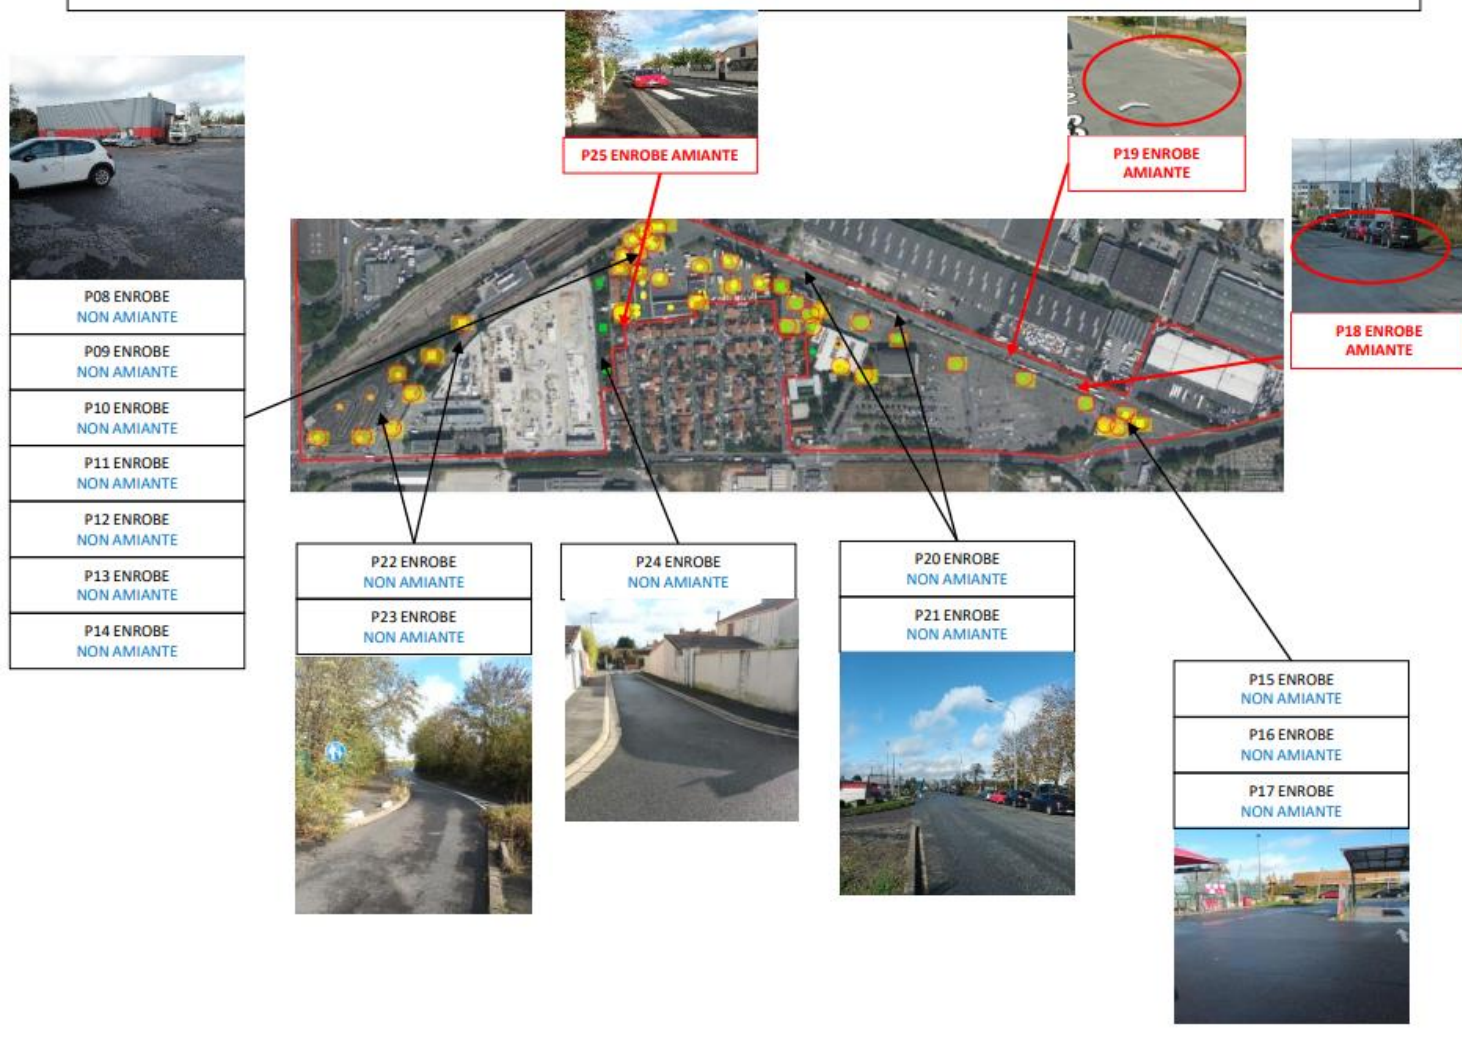 P25 ENROBE AMIANTE
P19 ENROBE
AMIANTE
P18 ENROBE
AMIANTE
P08 ENROBE
NON AMIANTE
P09 ENROBE
NON AMIANTE
P10 ENROBE
NON AMIANTE
P11 ENROBE
NON AMIANTE
P12 ENROBE
NON AMIANTE
P13 ENROBE
NON AMIANTE
P14 ENROBE
NON AMIANTE
P22 ENROBE
NON AMIANTE
P23 ENROBE
NON AMIANTE
P24 ENROBE
NON AMIANTE
P20 ENROBE
NON AMIANTE
P21 ENROBE
NON AMIANTE
P15 ENROBE
NON AMIANTE
P16 ENROBE
NON AMIANTE
P17 ENROBE
NON AMIANTE